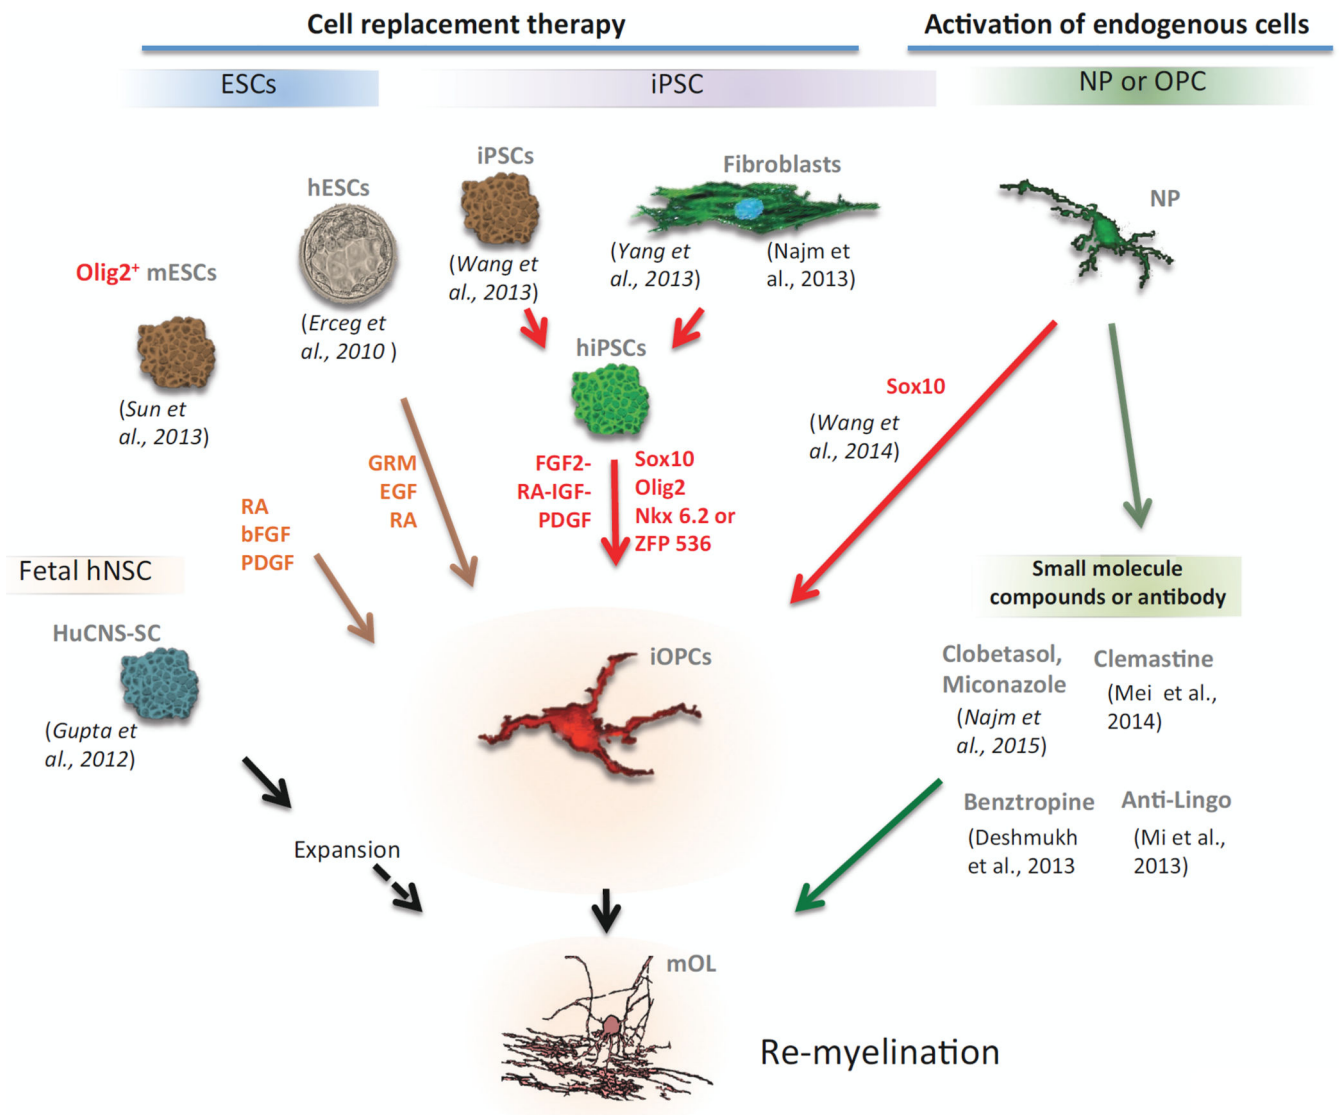 Cell replacement therapy
Activation of endogenous cells
ESCs
iPSC
NP or OPC
iPSCs
Fibroblasts
hESCs
NP
(Wang et
al., 2013)
(Yang et
al., 2013)
(Najm et
al., 2013)
Olig2+ mESCs
(Erceg et
al., 2010 )
hiPSCs
(Sun et
al., 2013)
Sox10
(Wang et
al., 2014)
GRM
EGF
RA
FGF2-
RA-IGF-
PDGF
Sox10
Olig2
Nkx 6.2 or
ZFP 536
RA
bFGF
PDGF
Fetal hNSC
Small molecule
compounds or antibody
HuCNS-SC
(Gupta et
al., 2012)
iOPCs
Clobetasol,
Miconazole
(Najm et
al., 2015)
Clemastine
(Mei et al.,
2014)
Benztropine
(Deshmukh
et al., 2013
Anti-Lingo
(Mi et al.,
2013)
Expansion
mOL
Re-myelination